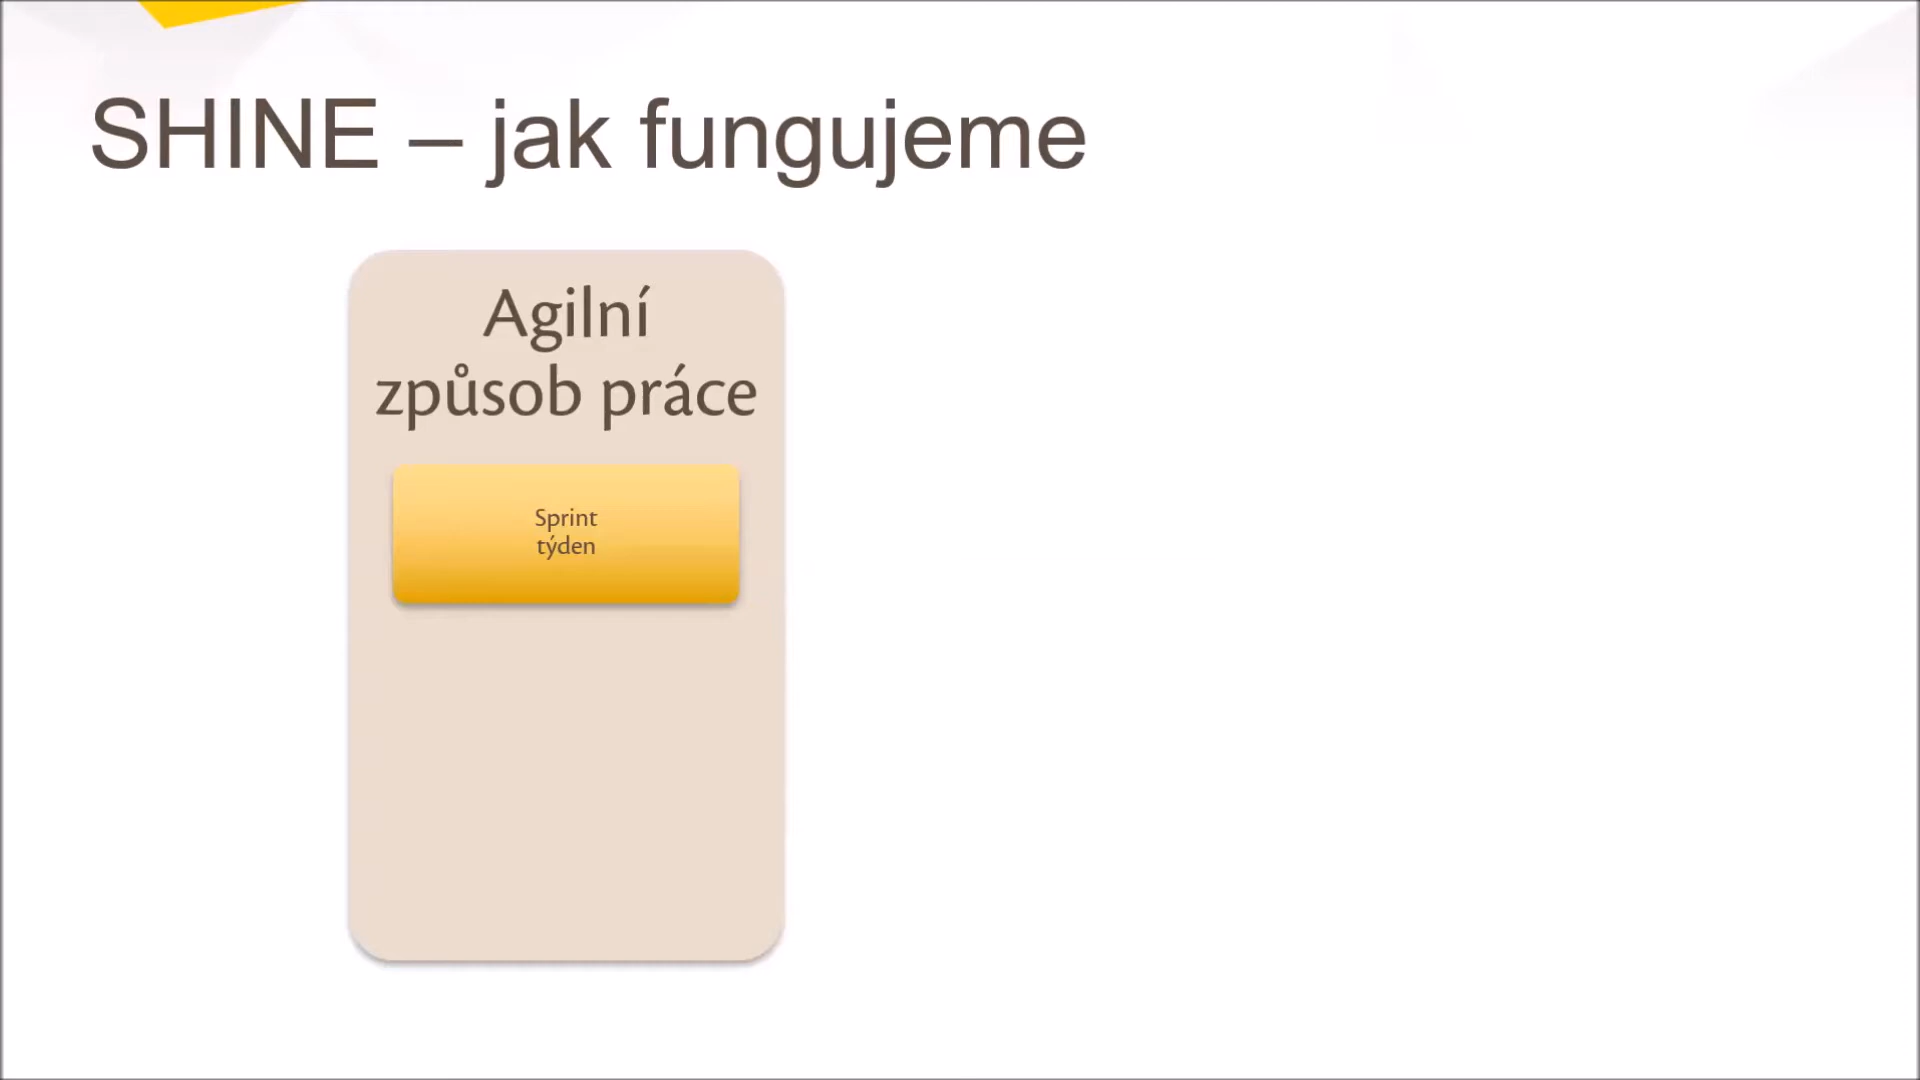 SHINE – jak fungujeme
Agilní
způsob práce
Sprint
týden